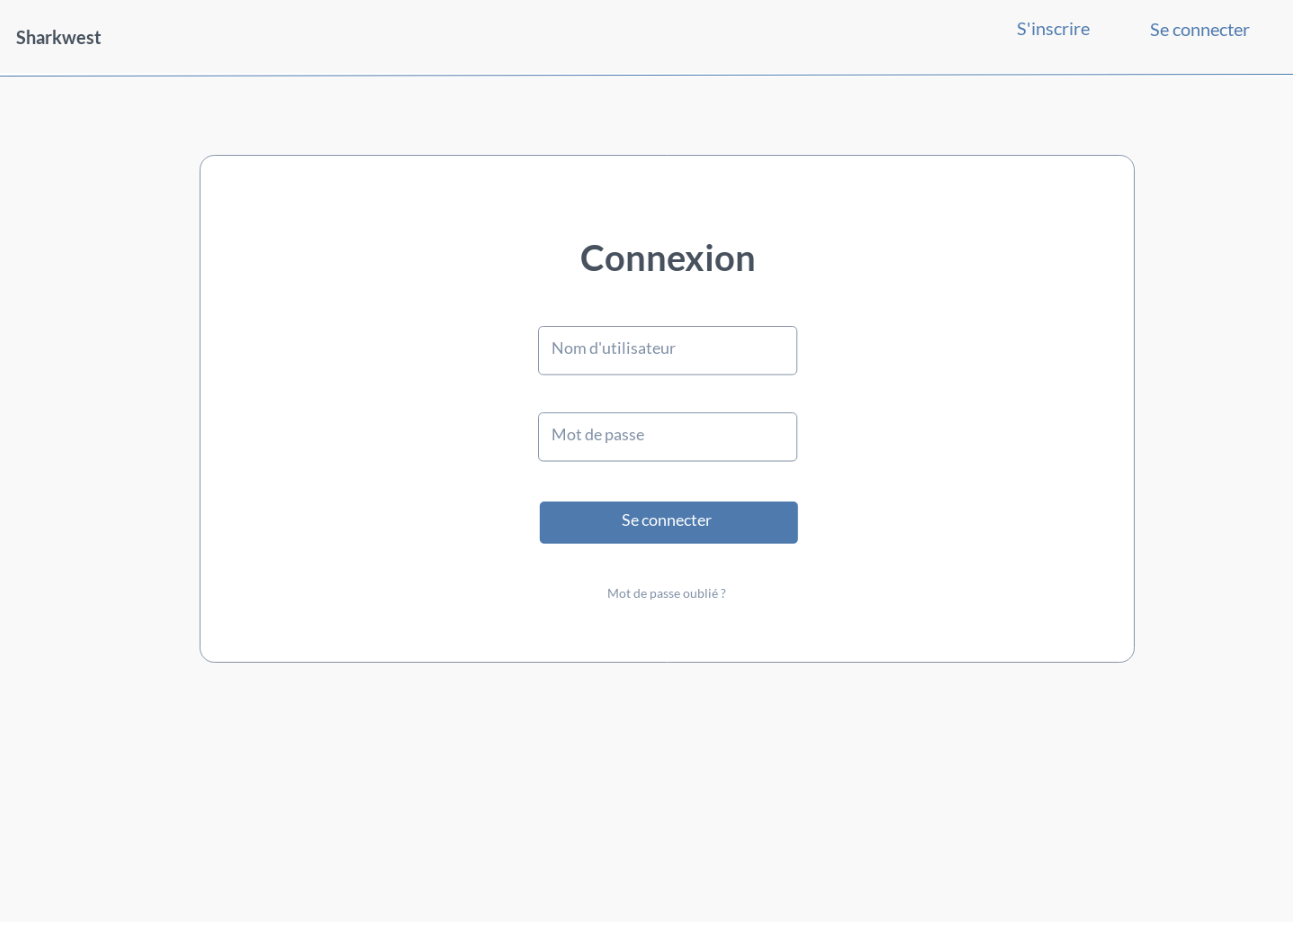 Sharkwest
S'inscrire
Se connecter
Connexion
Nom d'utilisateur
Mot de passe
Se connecter
Mot de passe oublié ?